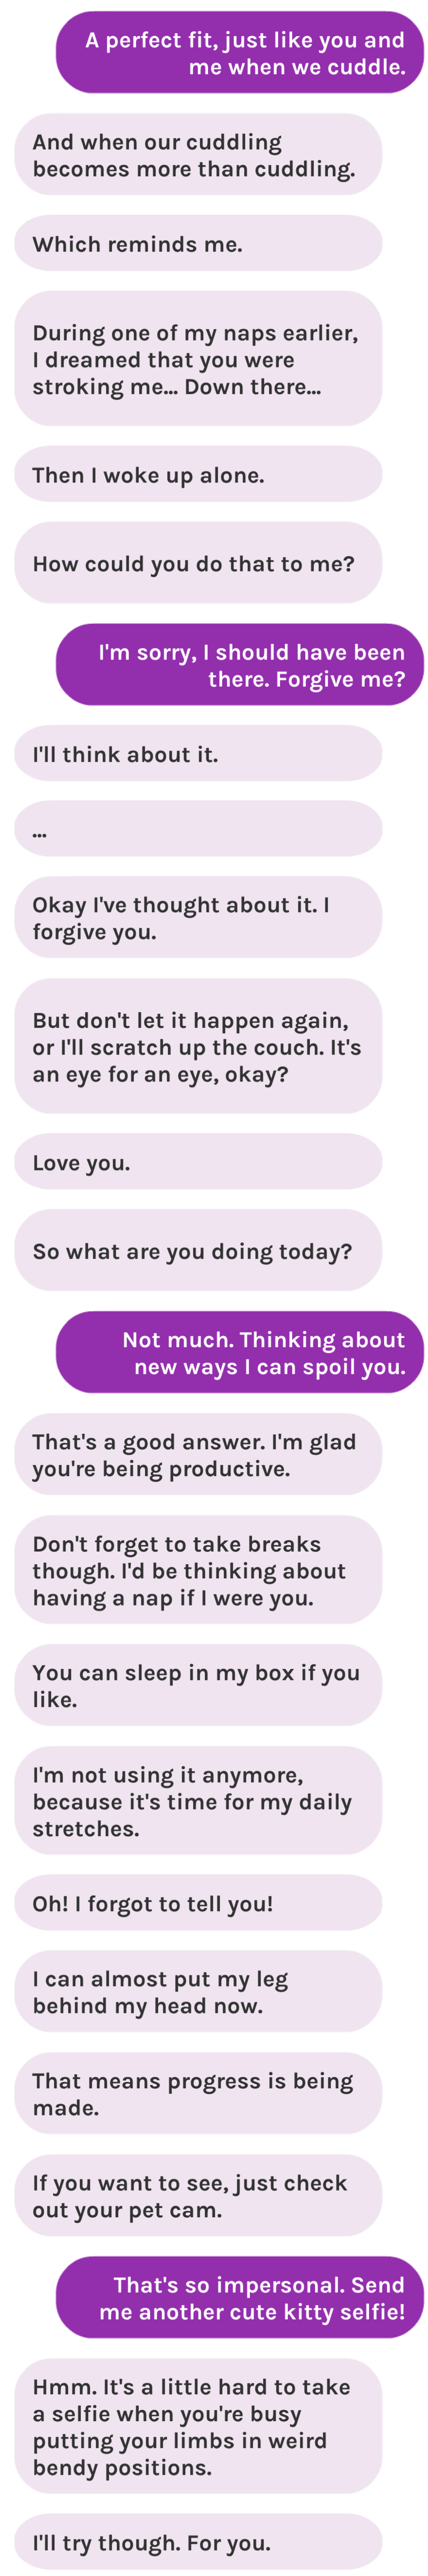 A perfect fit, just like you and
me when we cuddle.
And when our cuddling
becomes more than cuddling.
Which reminds me.
During one of my naps earlier,
I dreamed that you were
stroking me... Down there...
Then I woke up alone.
How could you do that to me?
I'm sorry, I should have been
there. Forgive me?
I'll think about it.
...
Okay I've thought about it. I
forgive you.
But don't let it happen again,
or I'll scratch up the couch. It's
an eye for an eye, okay?
Love you.
So what are you doing today?
Not much. Thinking about
new ways I can spoil you.
That's a good answer. I'm glad
you're being productive.
Don't forget to take breaks
though. I'd be thinking about
having a nap if I were you.
You can sleep in my box if you
like.
I'm not using it anymore,
because it's time for my daily
stretches.
Oh! I forgot to tell you!
I can almost put my leg
behind my head now.
That means progress is being
made.
If you want to see, just check
out your pet cam.
That's so impersonal. Send
me another cute kitty selfie!
Hmm. It's a little hard to take
a selfie when you're busy
putting your limbs in weird
bendy positions.
I'll try though. For you.